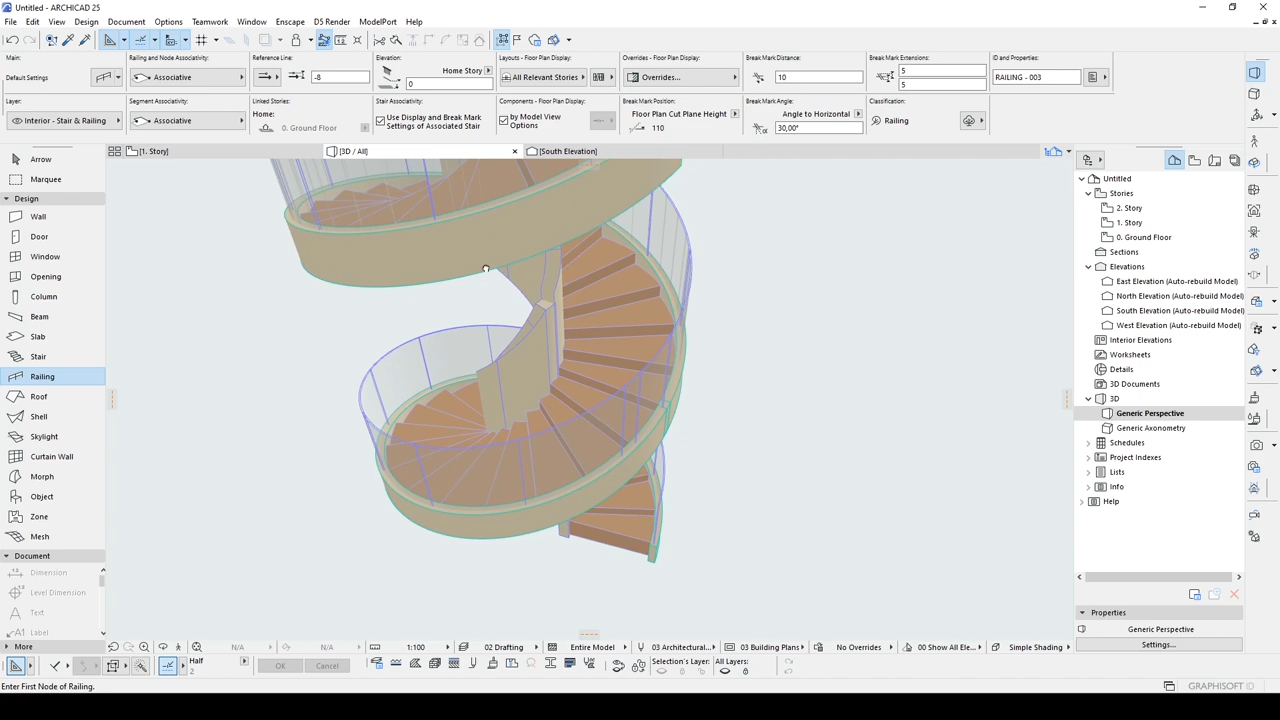 Untitled - ARCHICAD 25
File Edit View Design Document Options Teamwork Window Enscape D5 Render ModelPort Help
Main: Railing and Node Associativity: Reference Line: Elevation: Layouts - Floor Plan Display: Overrides - Floor Plan Display: Break Mark Distance: Break Mark Extensions: ID and Properties:
Default Settings Associative -8 Home Story All Relevant Stories Overrides... 10 5 RAILING - 003
0 5
Layer: Segment Associativity: Linked Stories: Stair Associativity: Components - Floor Plan Display: Break Mark Position: Break Mark Angle: Classification:
Interior - Stair & Railing Associative Home: Use Display and Break Mark Settings of Associated Stair by Model View Options Floor Plan Cut Plane Height Angle to Horizontal Railing
0. Ground Floor 110 30,00°
[1. Story] [3D / All] [South Elevation]
Arrow
Marquee
Design
Wall
Door
Window
Opening
Column
Beam
Slab
Stair
Railing
Roof
Shell
Skylight
Curtain Wall
Morph
Object
Zone
Mesh
Document
Dimension
Level Dimension
Text
Label
More
Untitled
Stories
2. Story
1. Story
0. Ground Floor
Sections
Elevations
East Elevation (Auto-rebuild Model)
North Elevation (Auto-rebuild Model)
South Elevation (Auto-rebuild Model)
West Elevation (Auto-rebuild Model)
Interior Elevations
Worksheets
Details
3D Documents
3D
Generic Perspective
Generic Axonometry
Schedules
Project Indexes
Lists
Info
Help
Properties
Generic Perspective
Settings...
N/A N/A 1:100 02 Drafting Entire Model 03 Architectural... 03 Building Plans No Overrides 00 Show All Ele... Simple Shading
Half
2
OK Cancel Selection's Layer: All Layers:
Enter First Node of Railing.
GRAPHISOFT